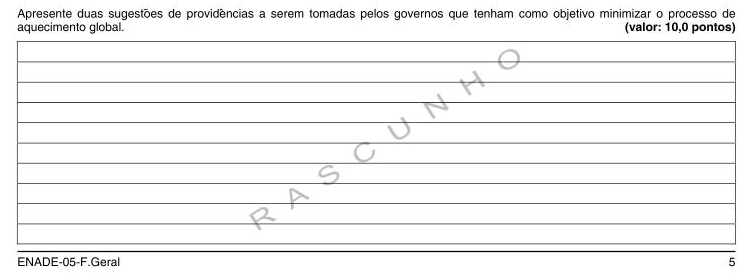 Apresente duas sugestões de providências a serem tomadas pelos governos que tenham como objetivo minimizar o processo de
aquecimento global. (valor: 10,0 pontos)
RASCUNHO
ENADE-05-F.Geral 5